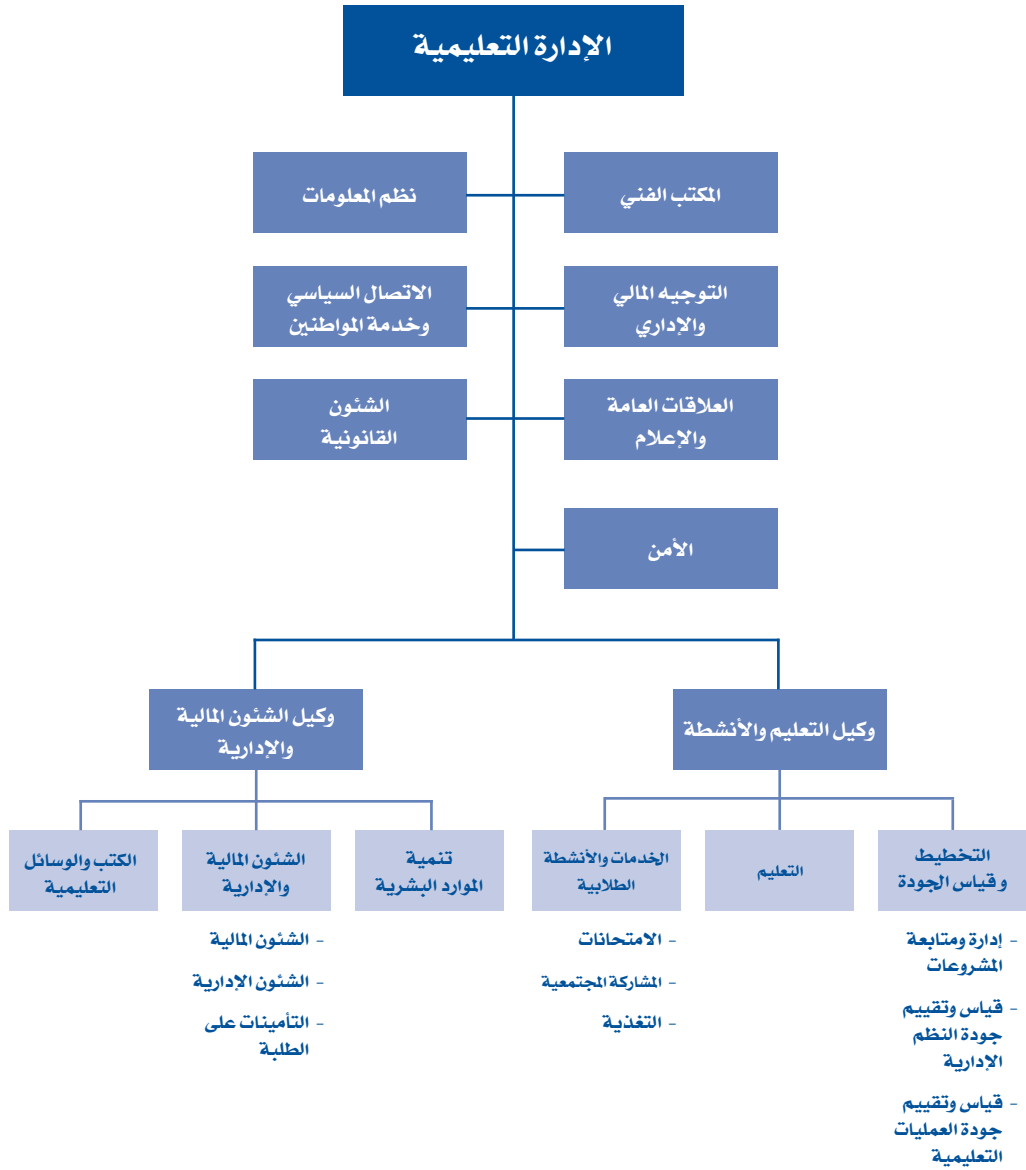 الإدارة التعليمية
المكتب الفني
نظم المعلومات
التوجيه المالي
والإداري
الاتصال السياسي
وخدمة المواطنين
العلاقات العامة
والإعلام
الشئون
القانونية
الأمن
وكيل التعليم والأنشطة
وكيل الشئون المالية
والإدارية
التخطيط
وقياس الجودة
التعليم
الخدمات والأنشطة
الطلابية
تنمية
الموارد البشرية
الشئون المالية
والإدارية
الكتب والوسائل
التعليمية
- إدارة ومتابعة
المشروعات
- قياس وتقييم
جودة النظم
الإدارية
- قياس وتقييم
جودة العمليات
التعليمية
- الامتحانات
- المشاركة المجتمعية
- التغذية
- الشئون المالية
- الشئون الإدارية
- التأمينات على
الطلبة